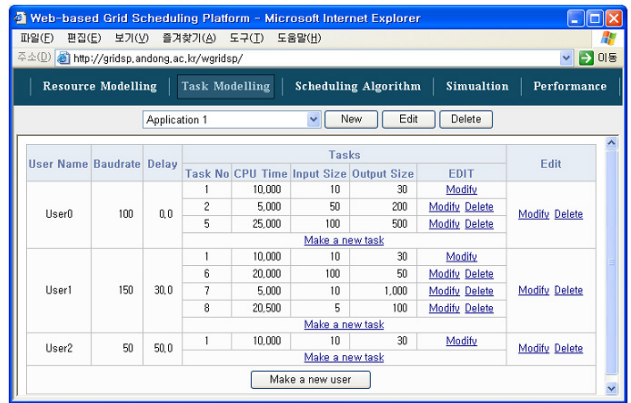 Web-based Grid Scheduling Platform - Microsoft Internet Explorer
파일(F) 편집(E) 보기(V) 즐겨찾기(A) 도구(T) 도움말(H)
주소(D) http://gridsp.andong.ac.kr/wgridsp/ 이동
Resource Modelling | Task Modelling | Scheduling Algorithm | Simualtion | Performance
Application 1 New Edit Delete
User Name Baudrate Delay Tasks Edit
Task No CPU Time Input Size Output Size EDIT
User0 100 0,0 Modify Delete
1 10,000 10 30 Modify
2 5,000 50 200 Modify Delete
5 25,000 100 500 Modify Delete
Make a new task
User1 150 30,0 Modify Delete
1 10,000 10 30 Modify
6 20,000 100 50 Modify Delete
7 5,000 10 1,000 Modify Delete
8 20,500 5 100 Modify Delete
Make a new task
User2 50 50,0 Modify Delete
1 10,000 10 30 Modify
Make a new task
Make a new user